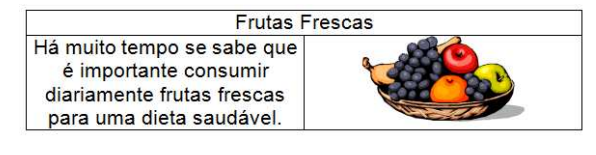 Frutas Frescas
Há muito tempo se sabe que
é importante consumir
diariamente frutas frescas
para uma dieta saudável.